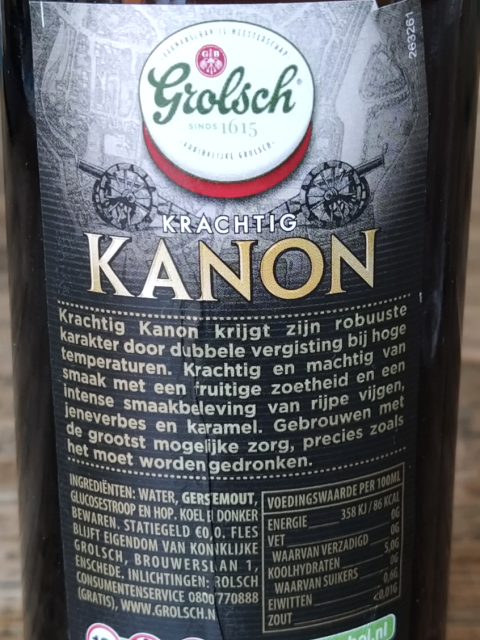 VAKMANSCHAP IS MEESTERSCHAP
Grolsch®
SINDS 1615
KONINKLIJKE GROLSCH
263261
KRACHTIG
KANON
Krachtig Kanon krijgt zijn robuuste
karakter door dubbele vergisting bij hoge
temperaturen. Krachtig en machtig van
smaak met een fruitige zoetheid en een
intense smaakbeleving van rijpe vijgen,
jeneverbes en karamel. Gebrouwen met
de grootst mogelijke zorg, precies zoals
het moet worden gedronken.
INGREDIËNTEN: WATER, GERSTEMOUT,
GLUCOSESTROOP EN HOP. KOEL & DONKER
BEWAREN. STATIEGELD €0,0. FLES
BLIJFT EIGENDOM VAN KONINKLIJKE
GROLSCH, BROUWERSLAAN 1,
ENSCHEDE. INLICHTINGEN: GROLSCH
CONSUMENTENSERVICE 0800 770888
(GRATIS), WWW.GROLSCH.N
VOEDINGSWAARDE PER 100ML
ENERGIE 358 KJ / 86 KCAL
VET 0G
WAARVAN VERZADIGD 0G
KOOLHYDRATEN 5,0G
WAARVAN SUIKERS 0G
EIWITTEN 0,6G
ZOUT <0,01G